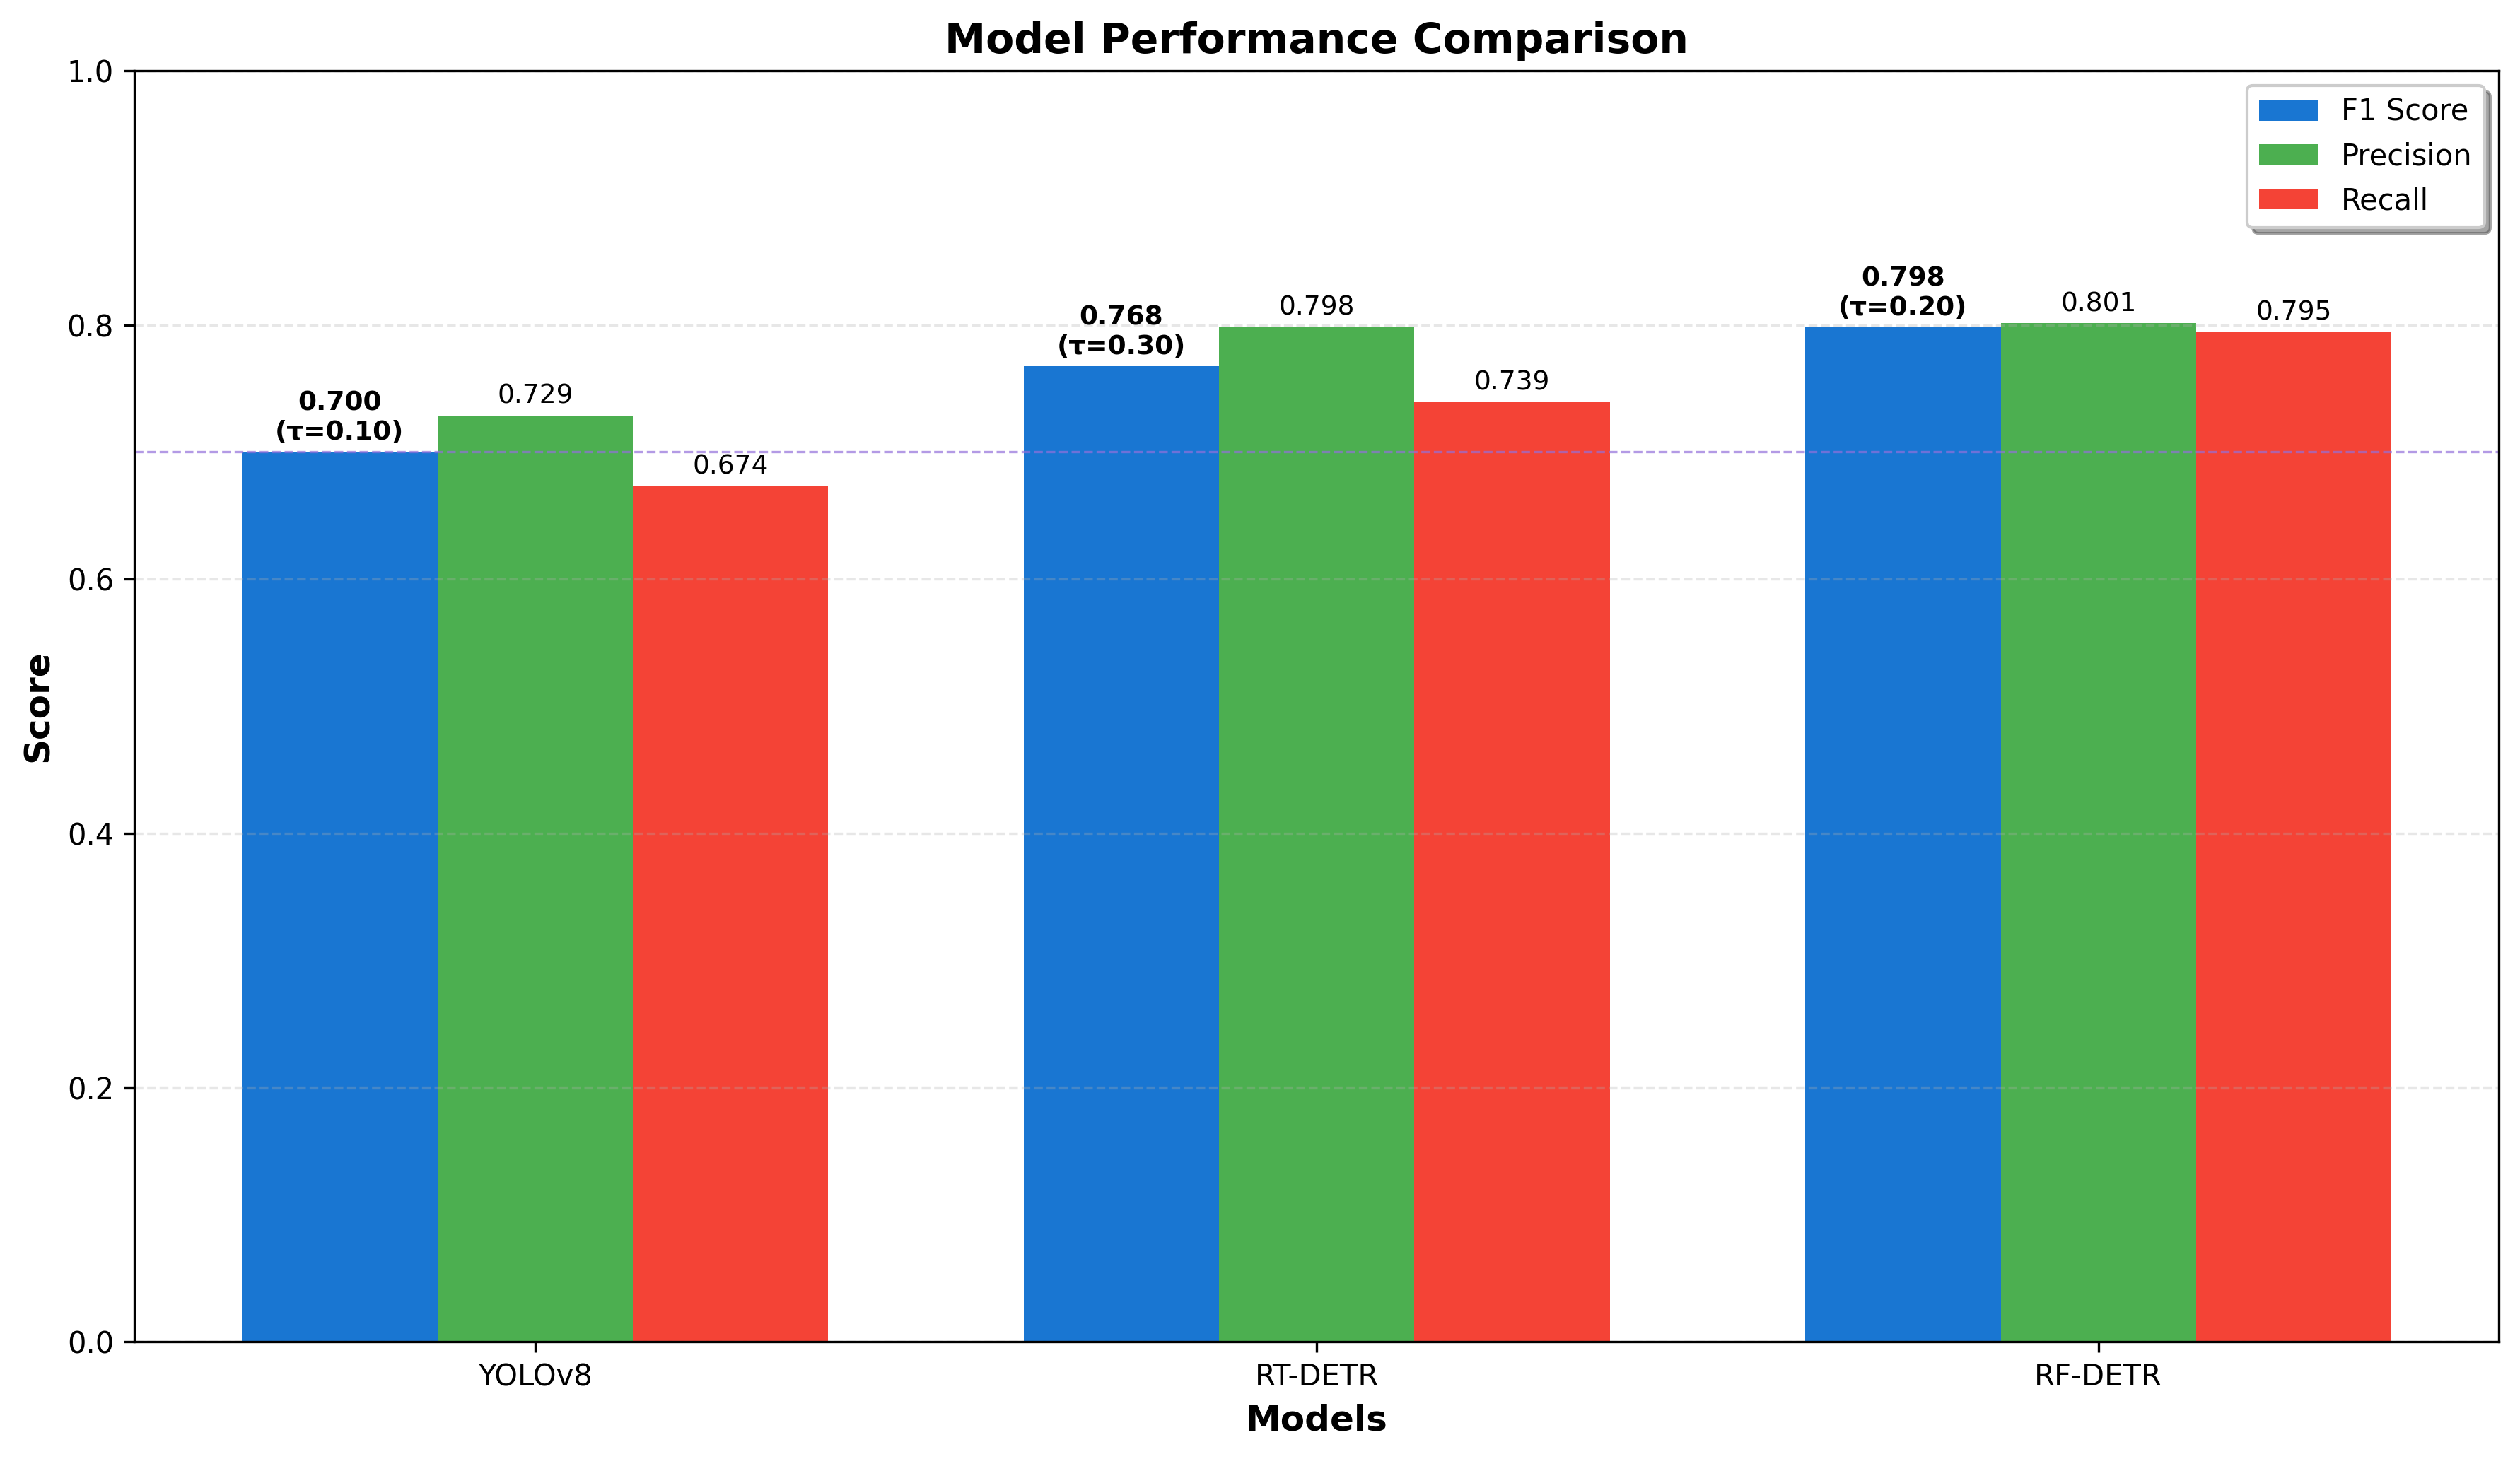 Model Performance Comparison
1.0
0.8
0.6
0.4
0.2
0.0
Score
F1 Score
Precision
Recall
0.700
(τ=0.10)
0.729
0.674
0.768
(τ=0.30)
0.798
0.739
0.798
(τ=0.20)
0.801
0.795
YOLOv8
RT-DETR
RF-DETR
Models